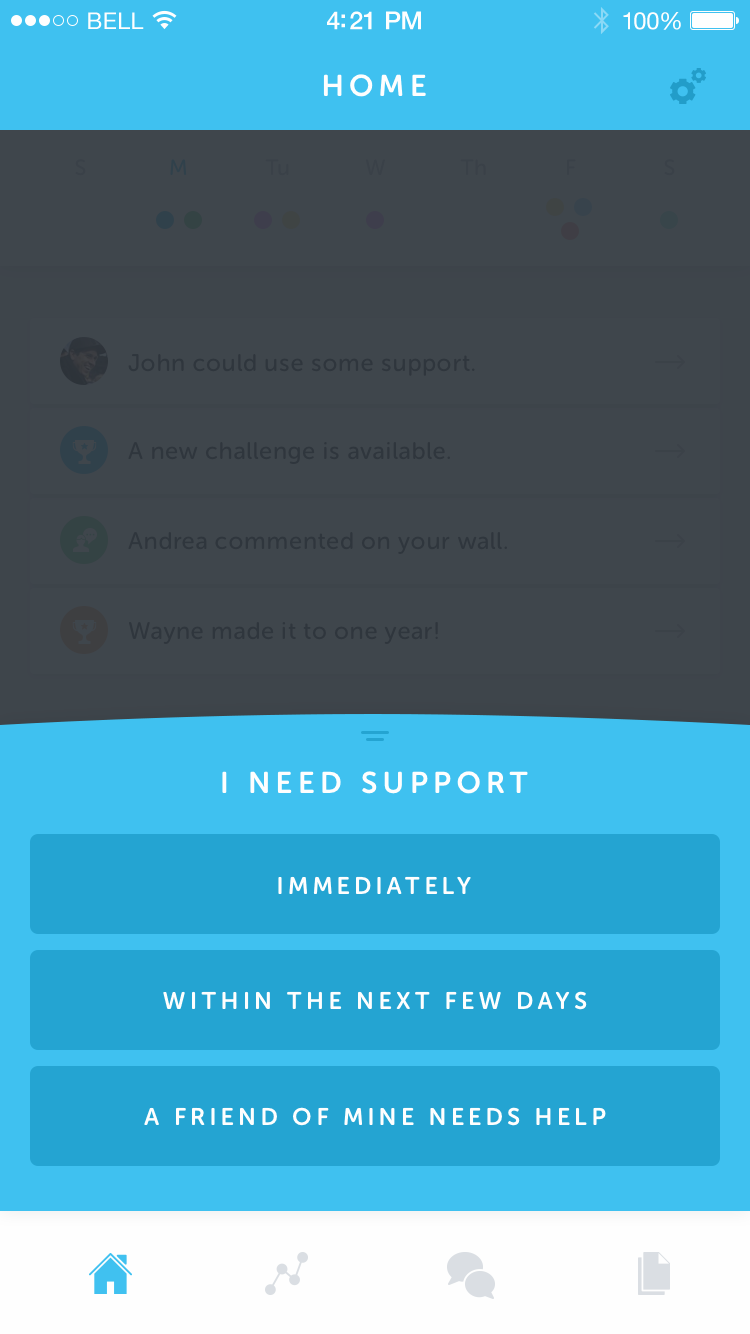 BELL 4:21 PM 100%
HOME
S M Tu W Th F S
John could use some support.
A new challenge is available.
Andrea commented on your wall.
Wayne made it to one year!
I NEED SUPPORT
IMMEDIATELY
WITHIN THE NEXT FEW DAYS
A FRIEND OF MINE NEEDS HELP